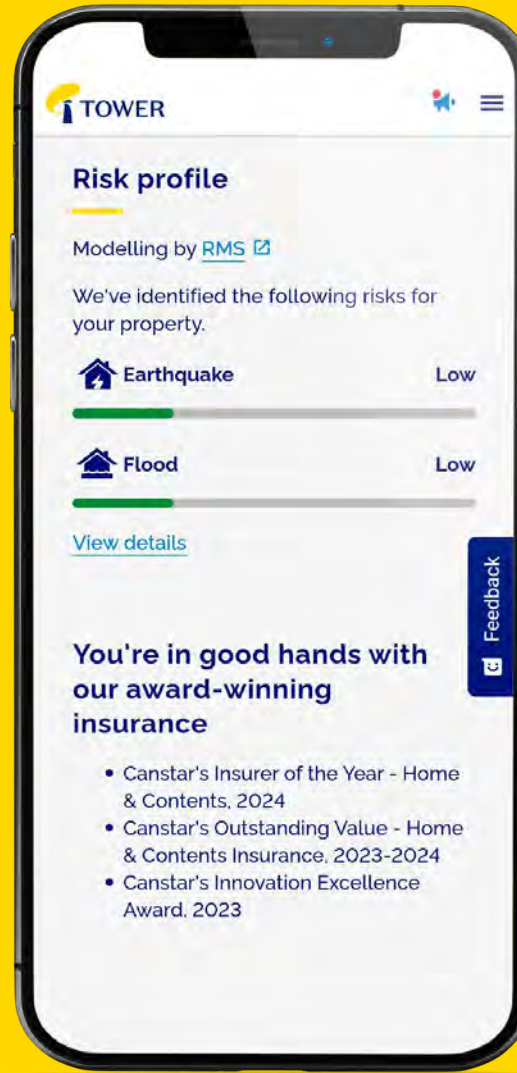 TOWER
Risk profile
Modelling by RMS
We've identified the following risks for
your property.
Earthquake Low
Flood Low
View details
Feedback
You're in good hands with
our award-winning
insurance
• Canstar's Insurer of the Year - Home
& Contents, 2024
• Canstar's Outstanding Value - Home
& Contents Insurance, 2023-2024
• Canstar's Innovation Excellence
Award, 2023